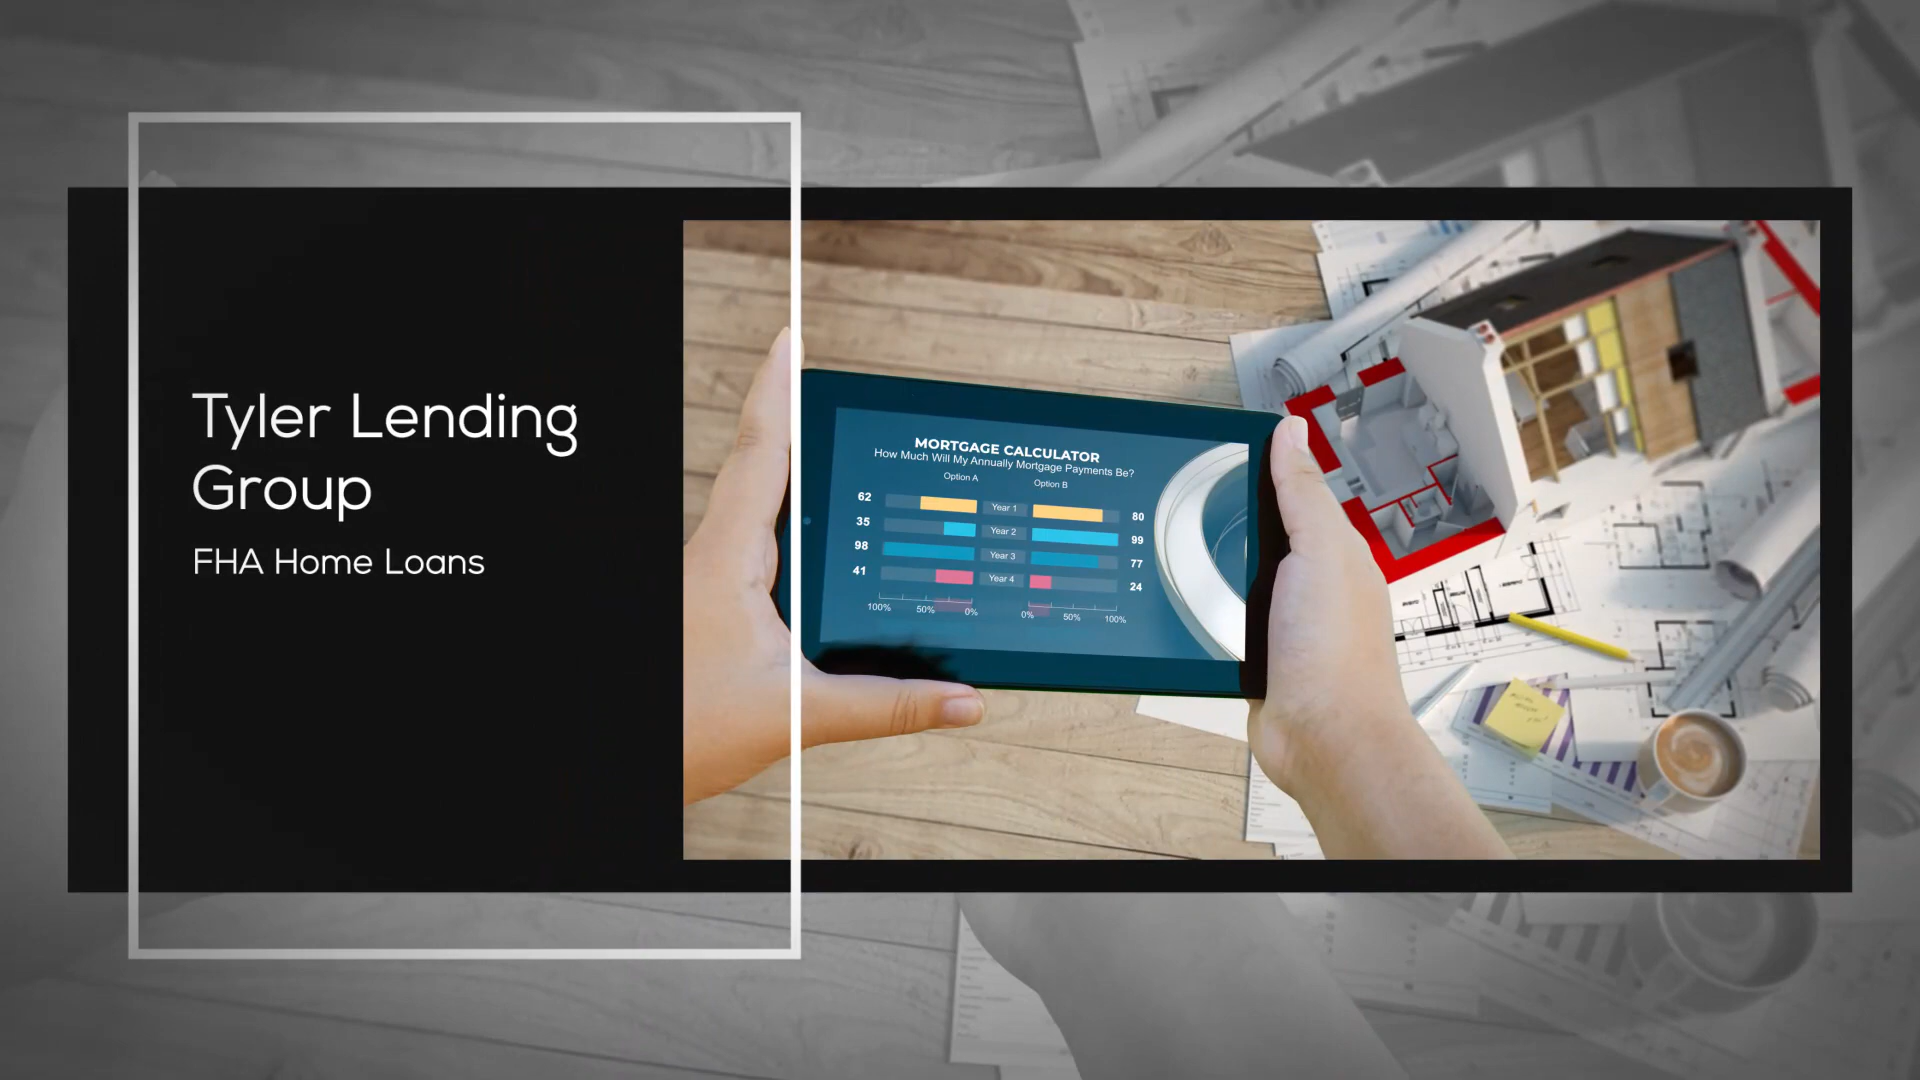 Tyler Lending
Group
FHA Home Loans
MORTGAGE CALCULATOR
How Much Will My Annually Mortgage Payments Be?
Option A Option B
62 Year 1 80
35 Year 2 99
98 Year 3 77
41 Year 4 24
100% 50% 0% 0% 50% 100%